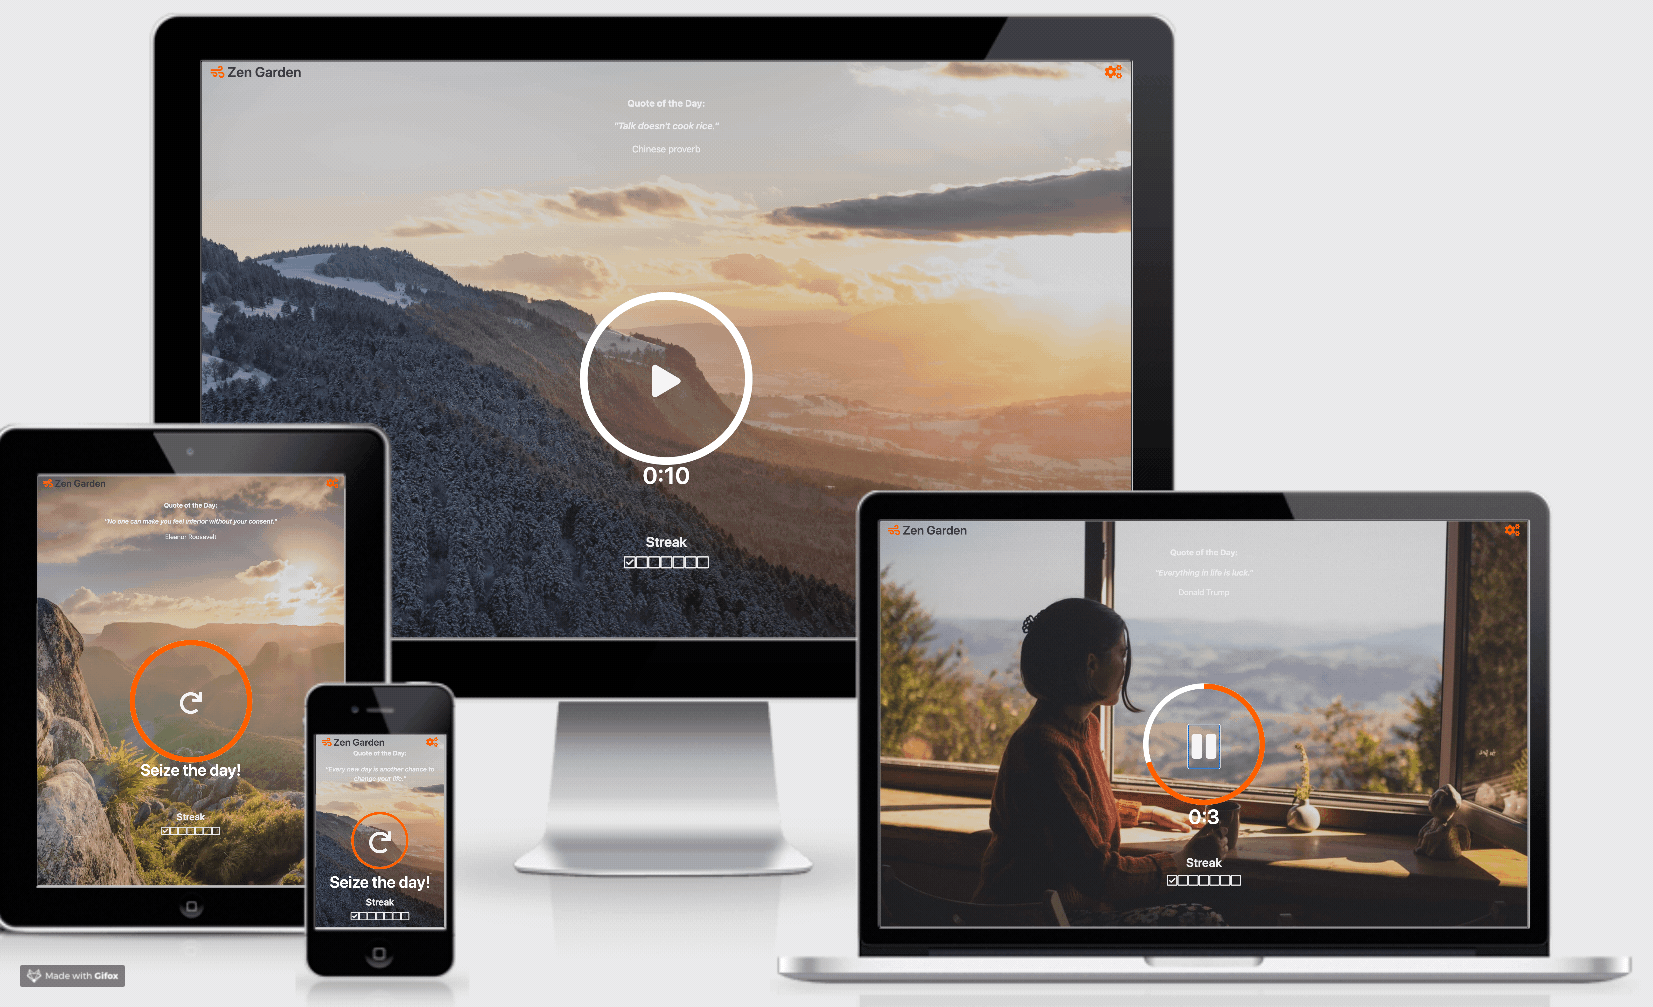 Zen Garden
Quote of the Day:
"Talk doesn't cook rice."
Chinese proverb
0:10
Streak
Zen Garden
Quote of the Day:
"No one can make you feel inferior without your consent."
Eleanor Roosevelt
Seize the day!
Streak
Zen Garden
Quote of the Day:
"Every new day is another chance to
change your life."
Seize the day!
Streak
Zen Garden
Quote of the Day:
"Everything in life is luck."
Donald Trump
0:3
Streak
Made with Gifox